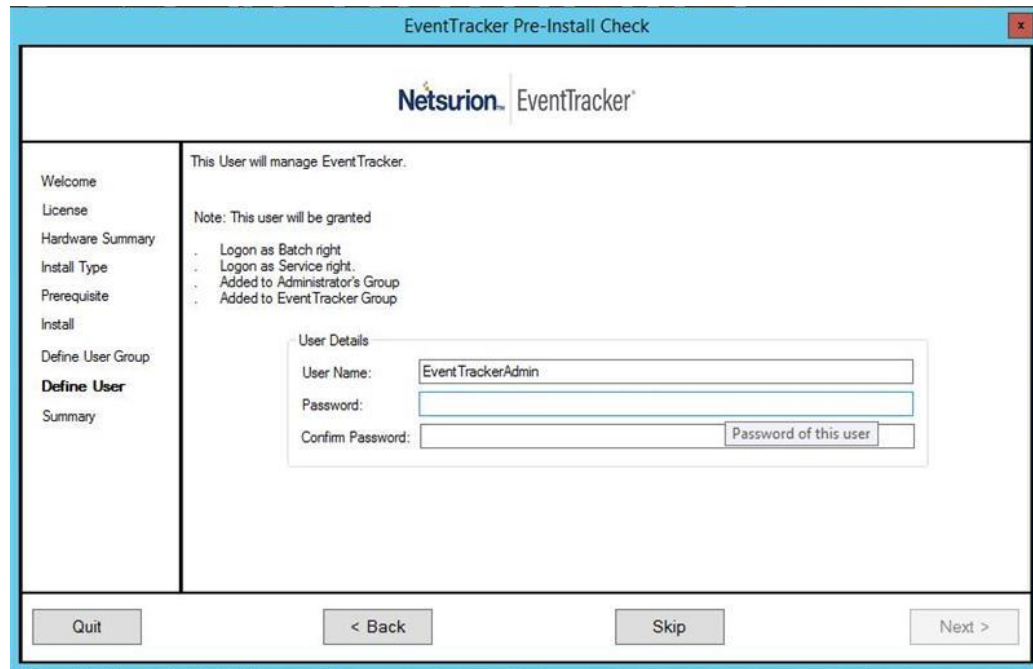 EventTracker Pre-Install Check
x
Netsurion™ EventTracker®
Welcome
License
Hardware Summary
Install Type
Prerequisite
Install
Define User Group
Define User
Summary
This User will manage EventTracker.
Note: This user will be granted
. Logon as Batch right
. Logon as Service right.
. Added to Administrator's Group
. Added to EventTracker Group
User Details
User Name: EventTrackerAdmin
Password:
Confirm Password:
Password of this user
Quit
< Back
Skip
Next >